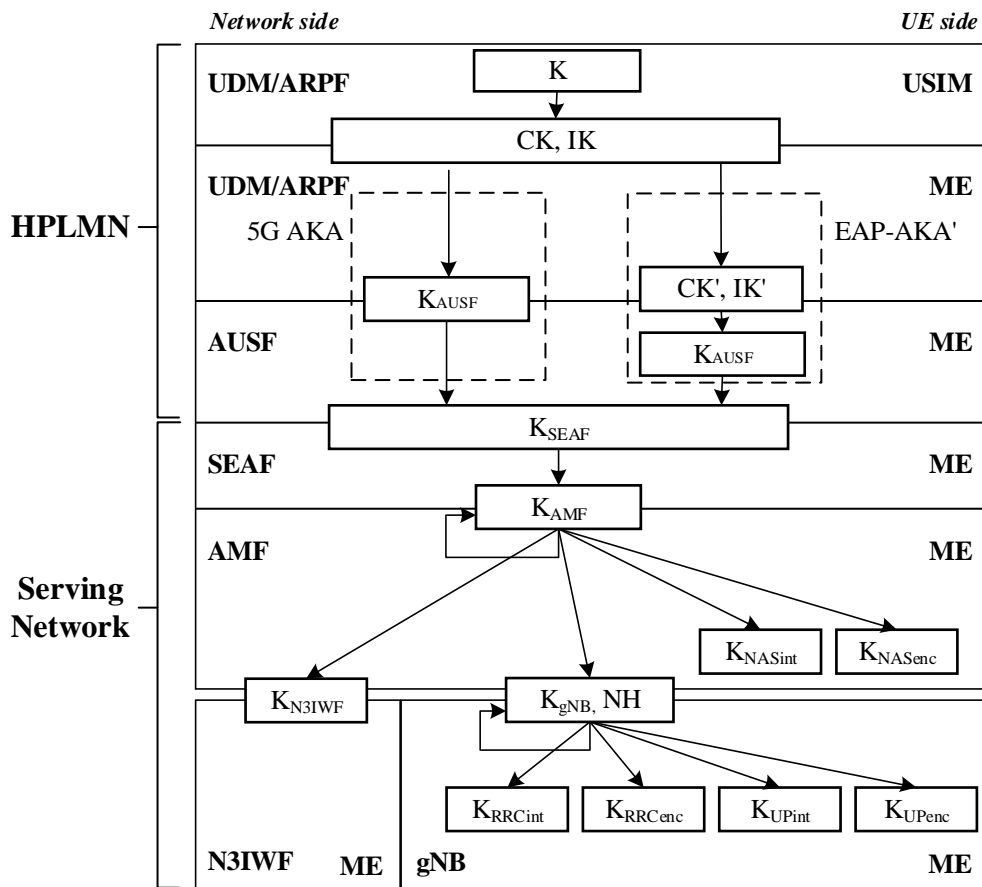 Network side
UE side
UDM/ARPF
K
USIM
CK, IK
UDM/ARPF
ME
HPLMN
5G AKA
EAP-AKA'
CK', IK'
KAUSF
AUSF
ME
KAUSF
KSEAF
SEAF
ME
KAMF
AMF
ME
Serving
Network
KNASint
KNASenc
KN3IWF
KgNB, NH
KRRCint
KRRCenc
KUPint
KUPenc
N3IWF
ME
gNB
ME